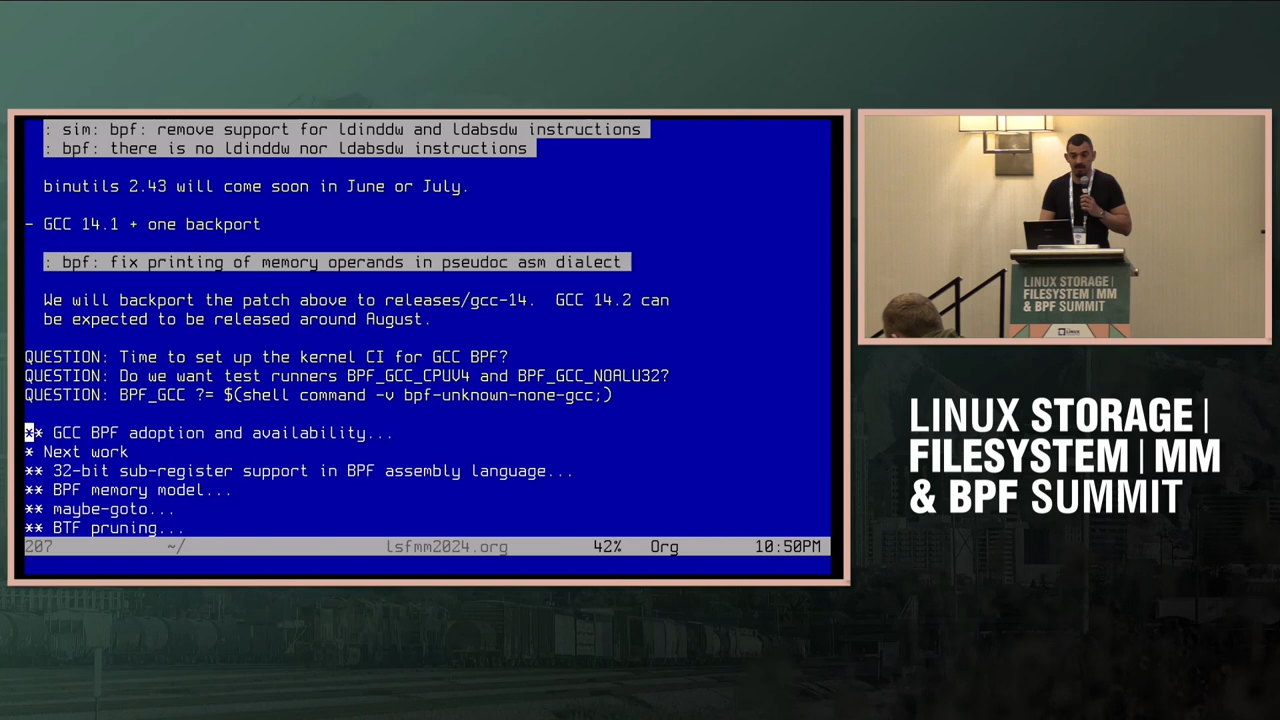 : sim: bpf: remove support for ldinddw and ldabsdw instructions
: bpf: there is no ldinddw nor ldabsdw instructions
binutils 2.43 will come soon in June or July.
- GCC 14.1 + one backport
: bpf: fix printing of memory operands in pseudoc asm dialect
We will backport the patch above to releases/gcc-14.  GCC 14.2 can
be expected to be released around August.
QUESTION: Time to set up the kernel CI for GCC BPF?
QUESTION: Do we want test runners BPF_GCC_CPUV4 and BPF_GCC_NOALU32?
QUESTION: BPF_GCC ?= $(shell command -v bpf-unknown-none-gcc;)
** GCC BPF adoption and availability...
* Next work
** 32-bit sub-register support in BPF assembly language...
** BPF memory model...
** maybe-goto...
** BTF pruning...
207 ~/ lsfmm2024.org 42% Org 10:50PM
LINUX STORAGE |
FILESYSTEM | MM
& BPF SUMMIT
LINUX
LINUX STORAGE |
FILESYSTEM | MM
& BPF SUMMIT